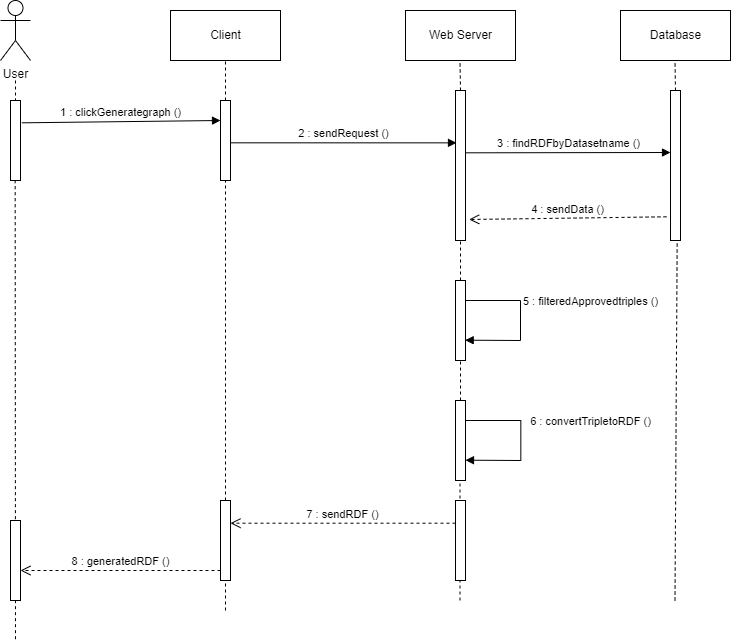 Client
Web Server
Database
User
1 : clickGenerategraph ()
2 : sendRequest ()
3 : findRDFbyDatasetname ()
4 : sendData ()
5 : filteredApprovedtriples ()
6 : convertTripletoRDF ()
7 : sendRDF ()
8 : generatedRDF ()